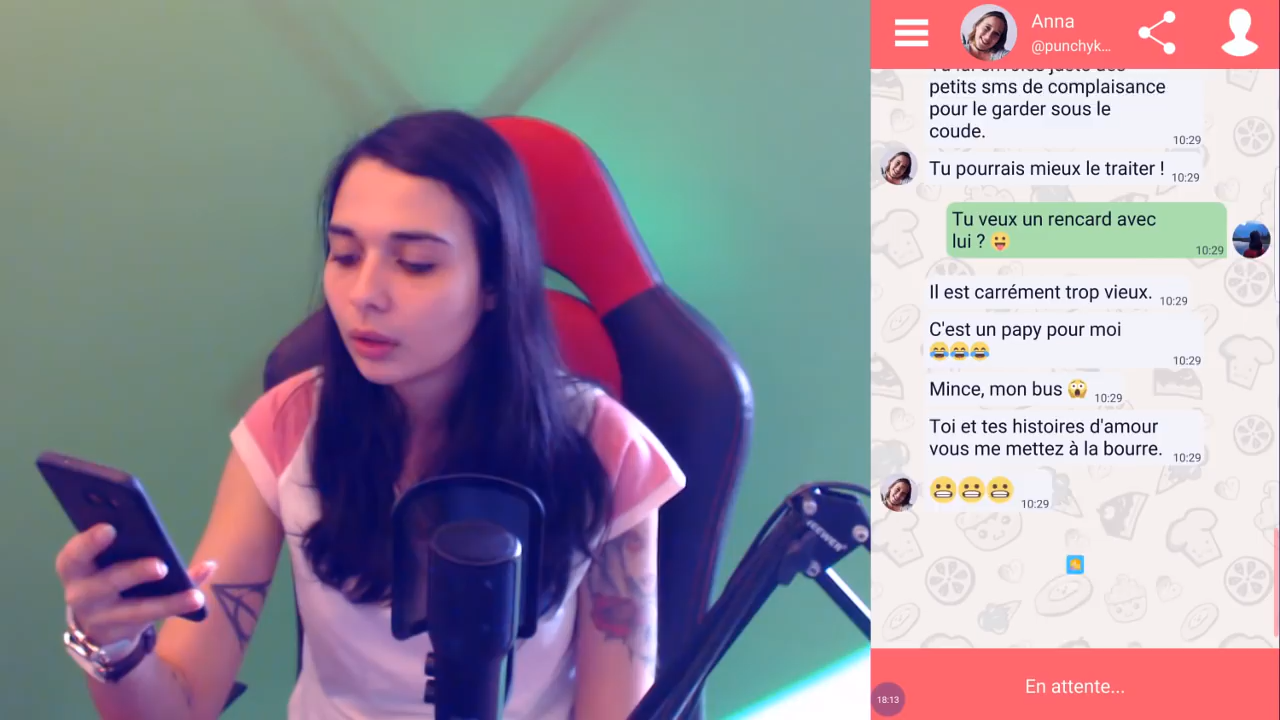 Anna
@punchyk...
petits sms de complaisance
pour le garder sous le
coude.
10:29
Tu pourrais mieux le traiter !
10:29
Tu veux un rencard avec
lui ? 😛
10:29
Il est carrément trop vieux.
10:29
C'est un papy pour moi
😂😂😂
10:29
Mince, mon bus 😱
10:29
Toi et tes histoires d'amour
vous me mettez à la bourre.
10:29
😬😬😬
10:29
NEEWER
En attente...
18:13